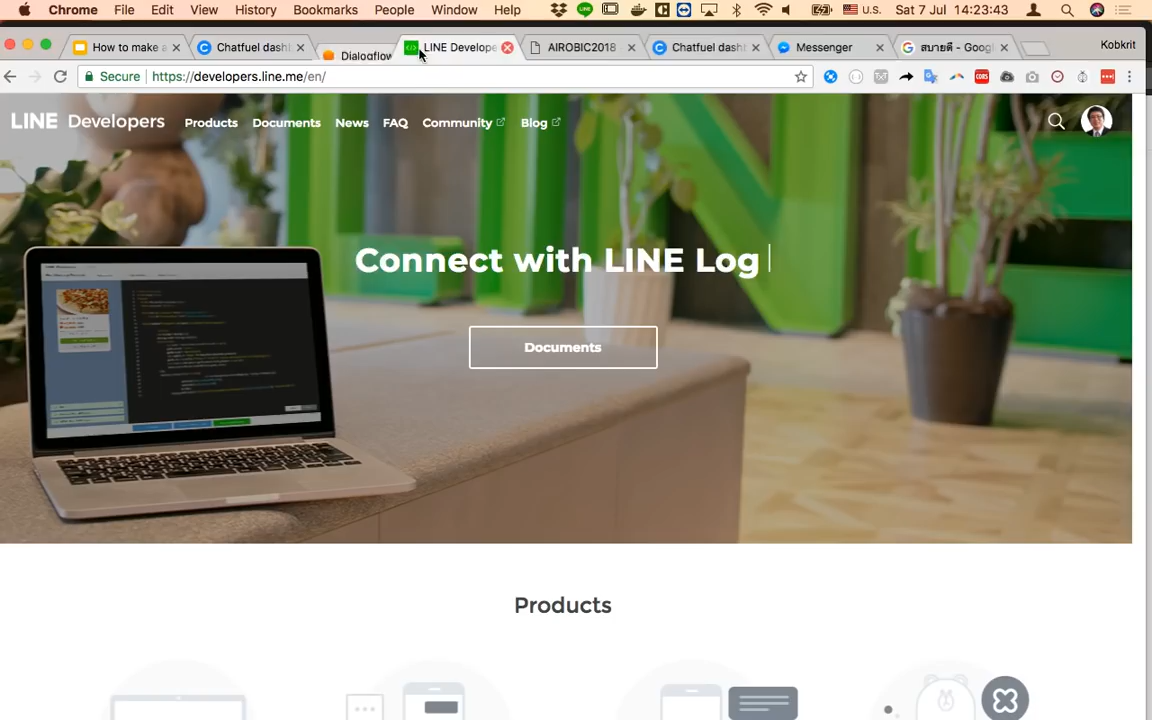 Chrome File Edit View History Bookmarks People Window Help U.S. Sat 7 Jul 14:23:43
How to make a Chatfuel dashb Dialogflow LINE Develope AIROBIC2018 Chatfuel dashb Messenger สบายดี - Goog Kobkrit
Secure https://developers.line.me/en/
LINE Developers Products Documents News FAQ Community Blog
Connect with LINE Log
Documents
Products